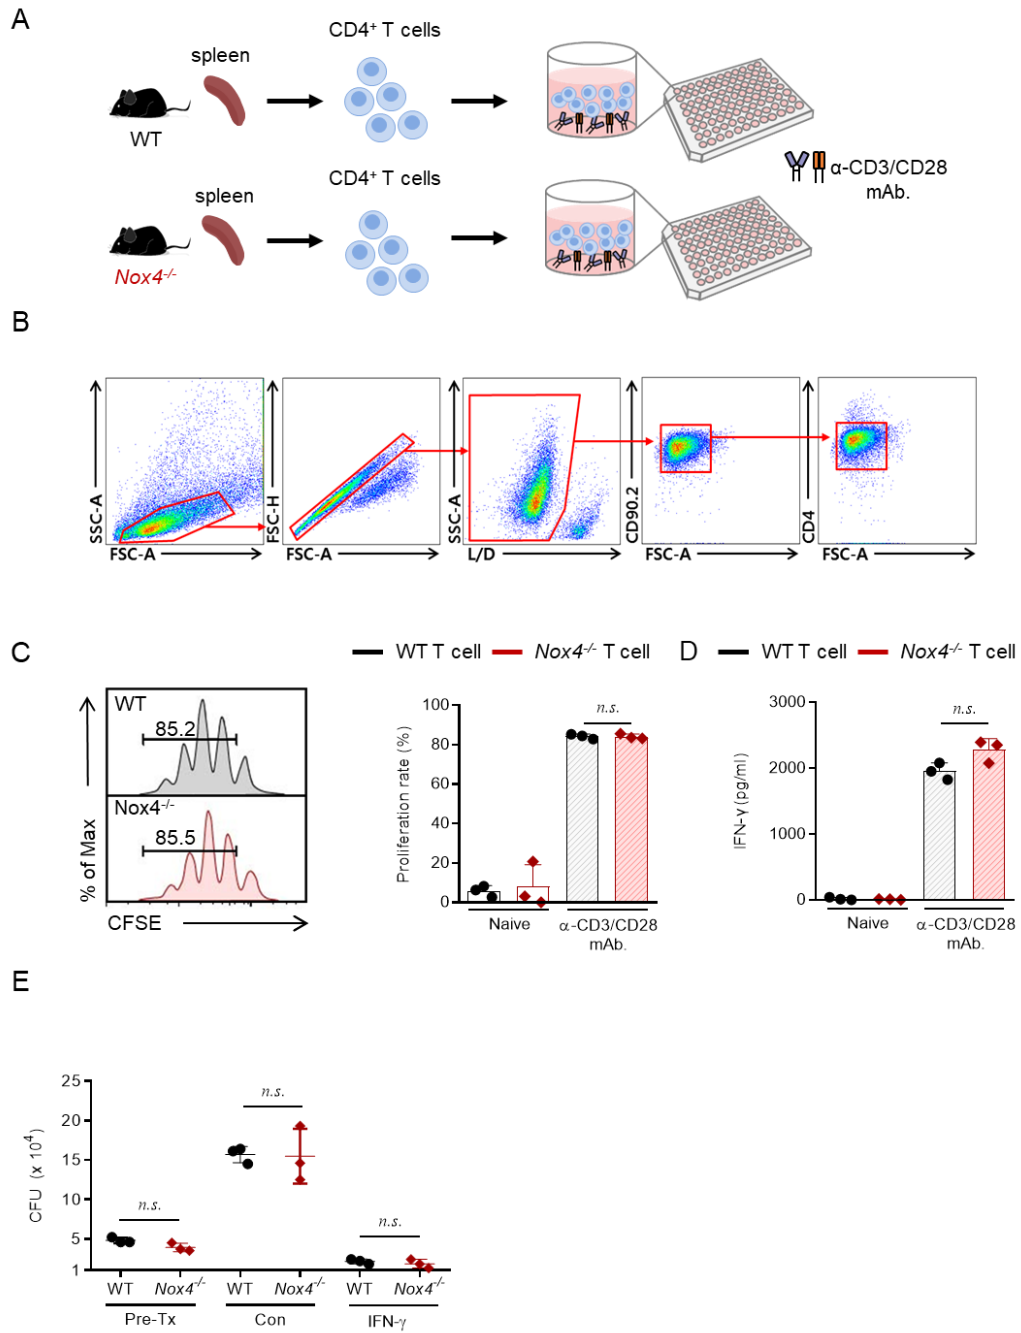 A
spleen
CD4⁺ T cells
WT
α-CD3/CD28
mAb.
spleen
CD4⁺ T cells
Nox4⁻/⁻
B
SSC-A
FSC-A
FSC-H
FSC-A
SSC-A
L/D
CD90.2
FSC-A
CD4
FSC-A
C
WT T cell
Nox4⁻/⁻ T cell
WT
85.2
Nox4⁻/⁻
85.5
% of Max
CFSE
Proliferation rate (%)
100
80
60
40
20
0
n.s.
Naive
α-CD3/CD28
mAb.
D
WT T cell
Nox4⁻/⁻ T cell
IFN-γ (pg/ml)
3000
2000
1000
0
n.s.
Naive
α-CD3/CD28
mAb.
E
CFU (x 10⁴)
25
20
15
10
5
1
n.s.
n.s.
n.s.
WT
Nox4⁻/⁻
WT
Nox4⁻/⁻
WT
Nox4⁻/⁻
Pre-Tx
Con
IFN-γ